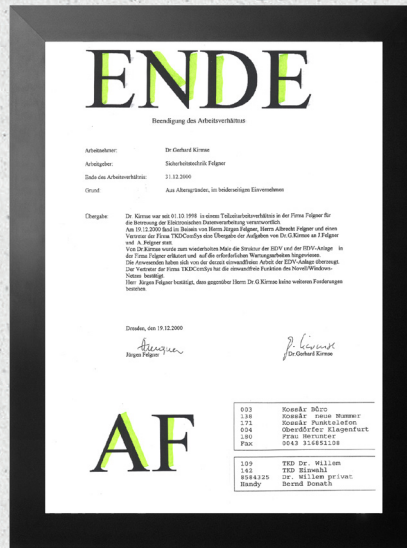 ENDE
Beendigung des Arbeitsverhältnis
Arbeitnehmer: Dr.Gerhard Kirmse
Arbeitgeber: Sicherheitstechnik Felgner
Ende des Arbeitsverhältnis: 31.12.2000
Grund: Aus Altersgründen, im beiderseitigen Einvernehmen
Übergabe: Dr. Kirmse war seit 01.10.1998 in einem Teilzeitarbeitsverhältnis in der Firma Felgner für
die Betreuung der Elektronischen Datenverarbeitung verantwortlich.
Am 19.12.2000 fand im Beisein von Herrn Jürgen Felgner, Herrn Albrecht Felgner und einen
Vertreter der Firma TKDComSys eine Übergabe der Aufgaben von Dr.G.Kirmse an J.Felgner
und A. Felgner statt
Von Dr.Kirmse wurde zum wiederholten Male die Struktur der EDV und der EDV-Anlage in
der Firma Felgner erläutert und auf die erforderlichen Wartungsarbeiten hingewiesen.
Die Anwesenden haben sich von der derzeit einwandfreien Arbeit der EDV-Anlage überzeugt.
Der Vertreter der Firma TKDComSys hat die einwandfreie Funktion des Novell/Windows-
Netzes bestätigt.
Herr Jürgen Felgner bestätigt, dass gegenüber Herrn Dr.G.Kirmse keine weiteren Forderungen
bestehen.
Dresden, den 19.12.2000
Jürgen Felgner
Dr.Gerhard Kirmse
AF
003 Kossär Büro
138 Kossär neue Nummer
171 Kossär Funktelefon
004 Oberdörfer Klagenfurt
180 Frau Herunter
Fax 0043 316851108
109 TKD Dr. Willem
142 TKD Einwahl
8584325 Dr. Willem privat
Handy Bernd Donath